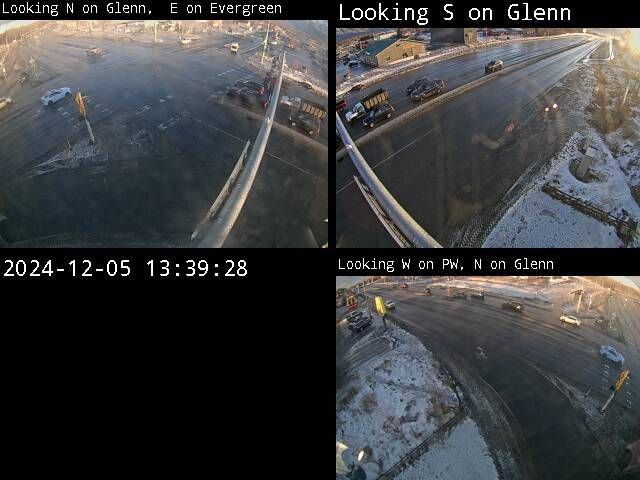 Looking N on Glenn,  E on Evergreen
Looking S on Glenn
2024-12-05 13:39:28
Looking W on PW, N on Glenn